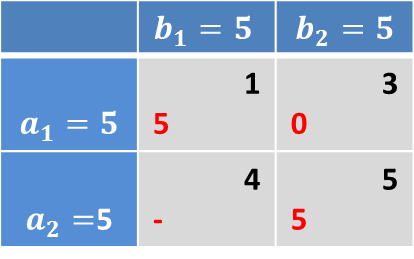 b₁ = 5 b₂ = 5
1 3
a₁ = 5 5 0
4 5
a₂ =5 - 5